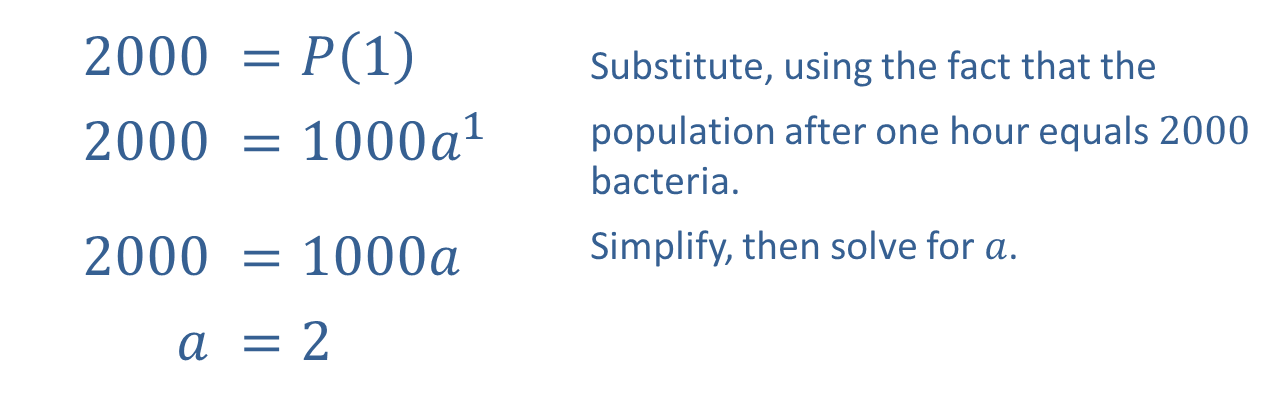 2000 = P(1)
Substitute, using the fact that the
2000 = 1000a¹
population after one hour equals 2000
bacteria.
2000 = 1000a
Simplify, then solve for a.
a = 2